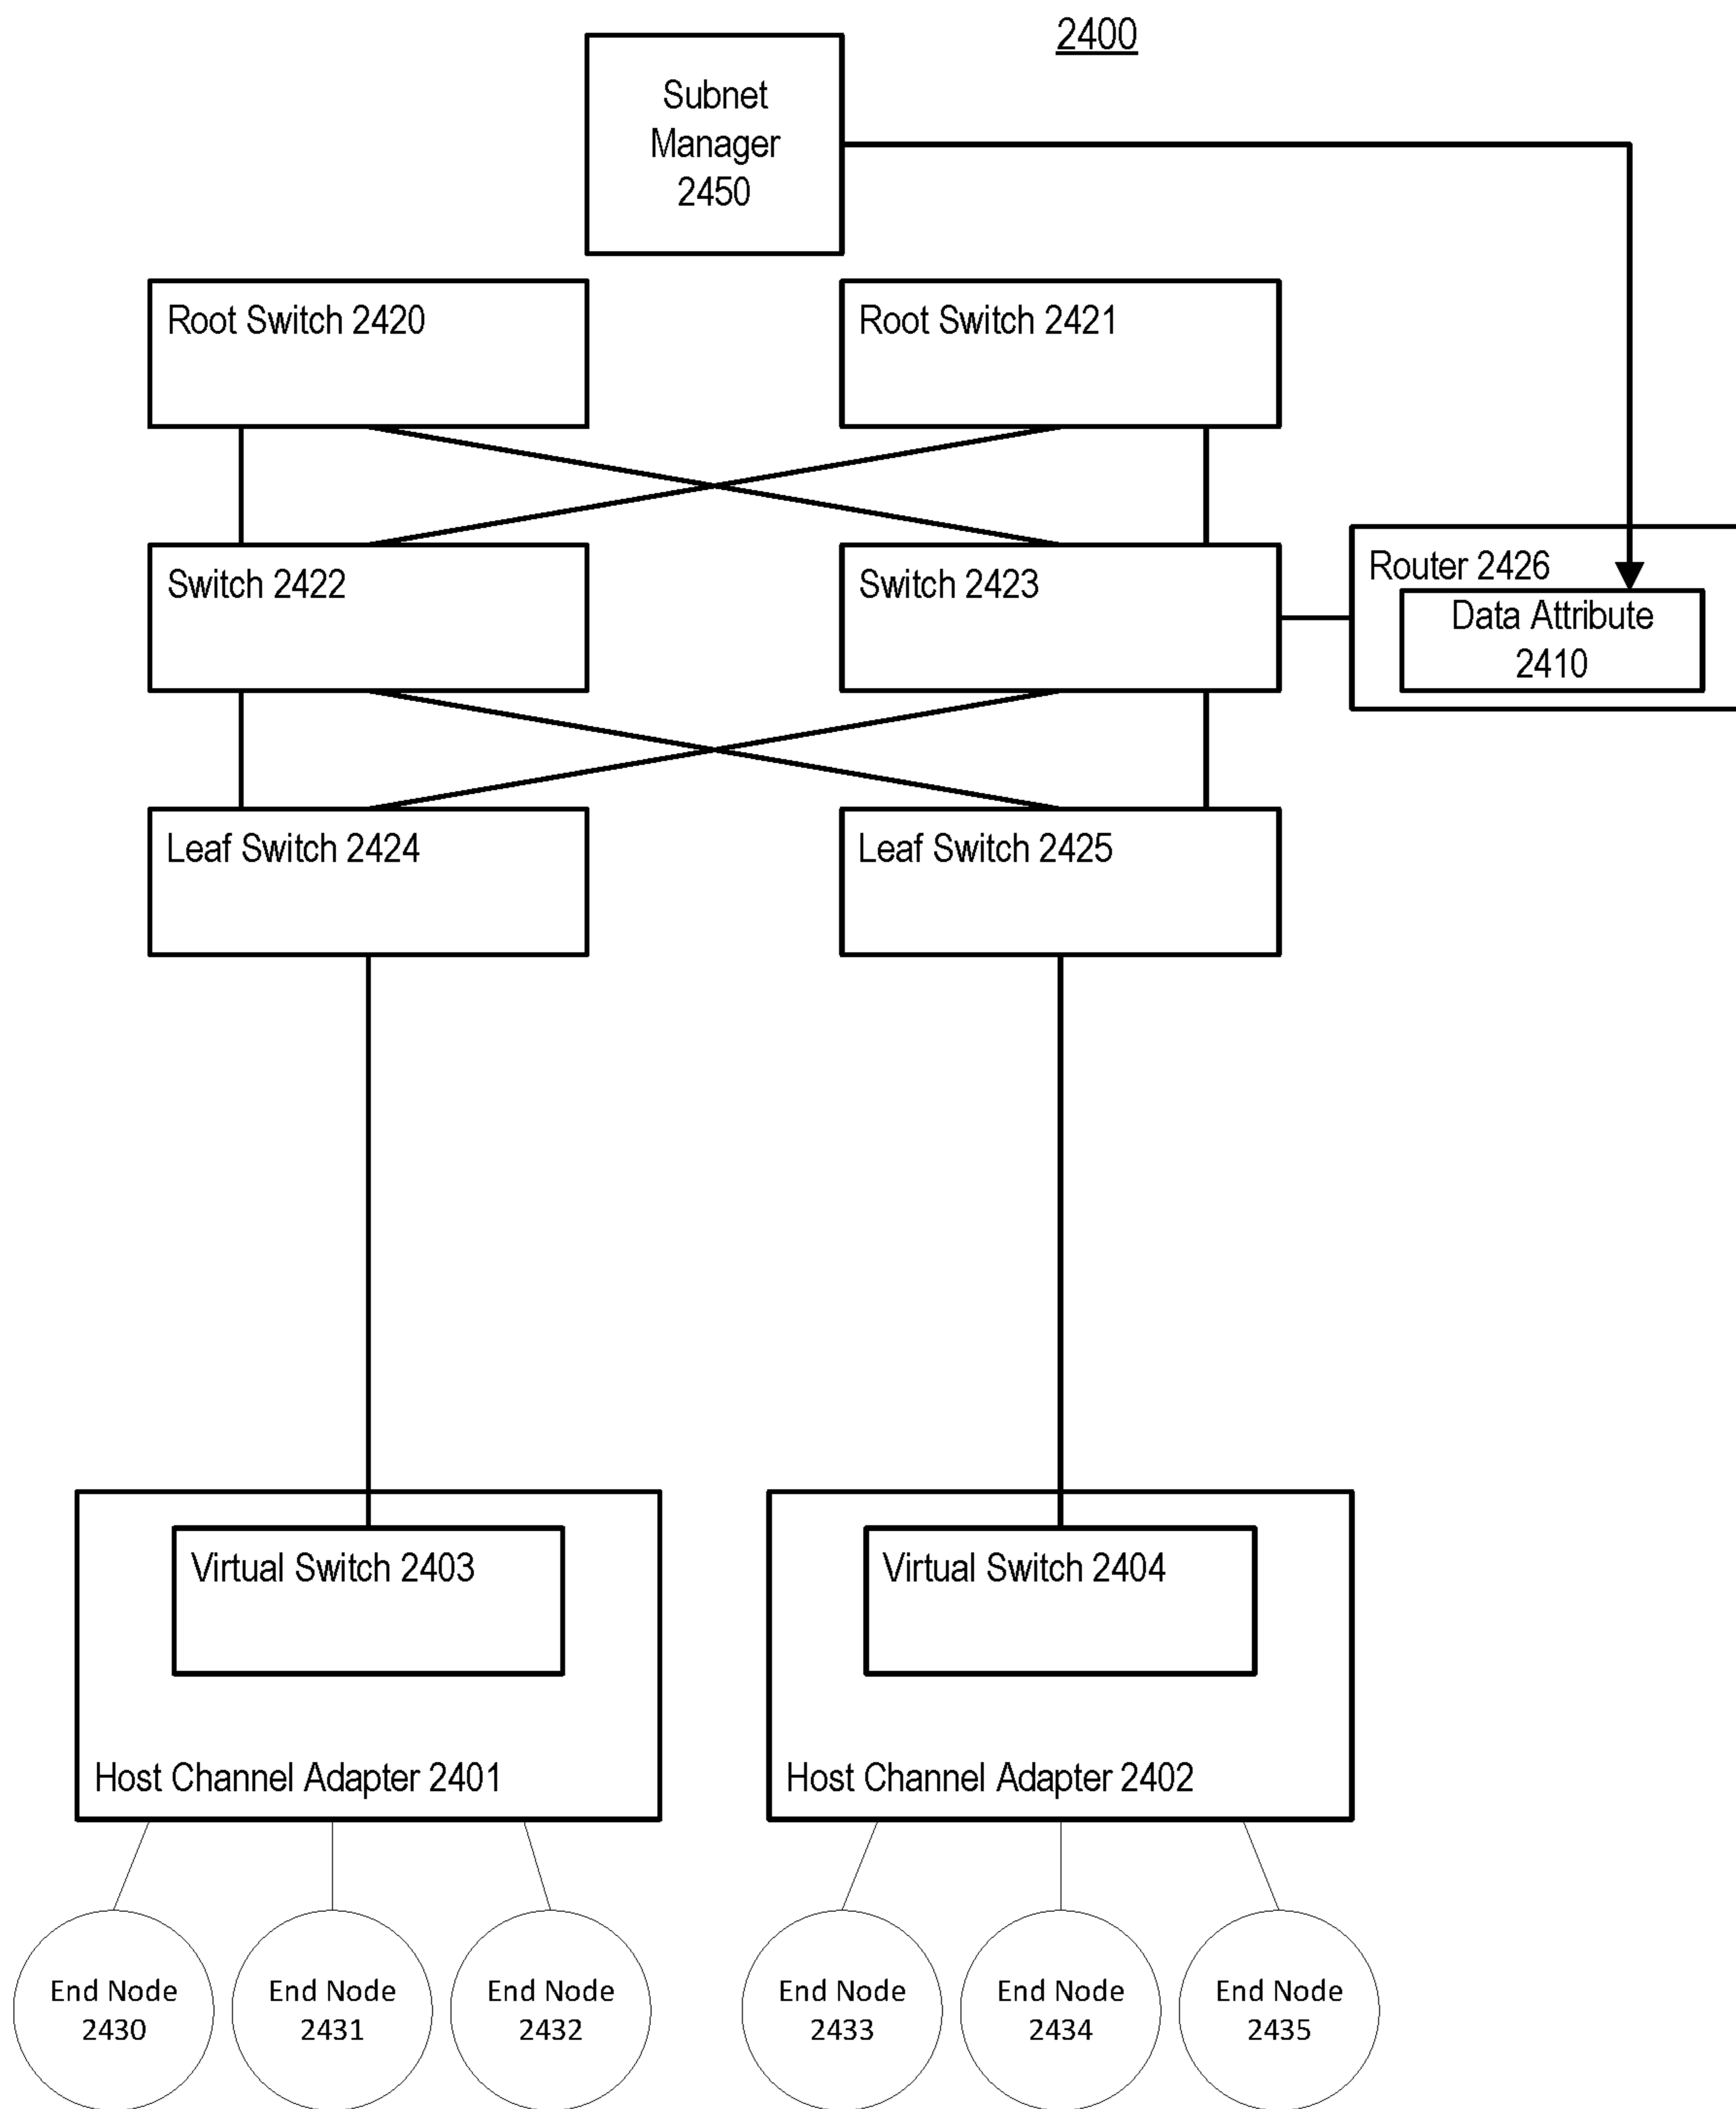 2400
Subnet
Manager
2450
Root Switch 2420
Root Switch 2421
Switch 2422
Switch 2423
Router 2426
Data Attribute
2410
Leaf Switch 2424
Leaf Switch 2425
Virtual Switch 2403
Virtual Switch 2404
Host Channel Adapter 2401
Host Channel Adapter 2402
End Node
2430
End Node
2431
End Node
2432
End Node
2433
End Node
2434
End Node
2435